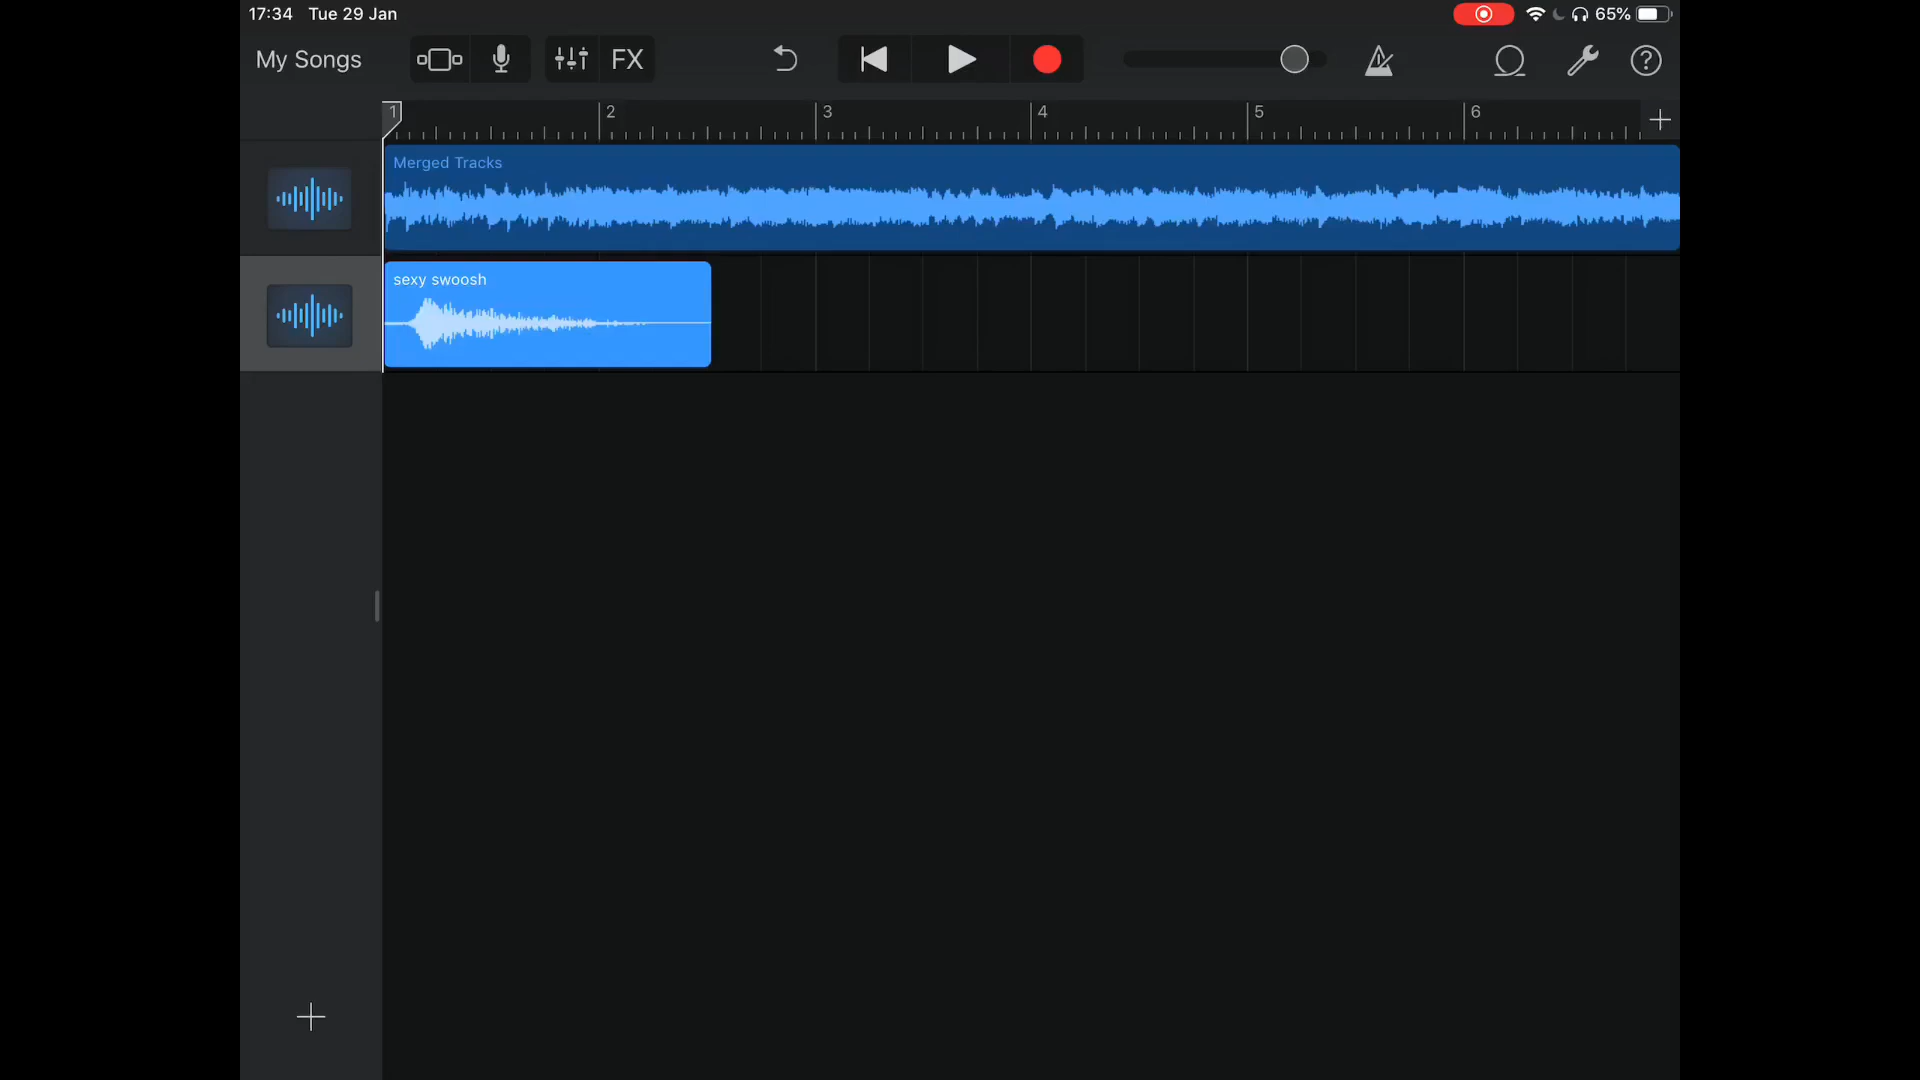 17:34 Tue 29 Jan 65%
My Songs FX ?
1 2 3 4 5 6
Merged Tracks
sexy swoosh